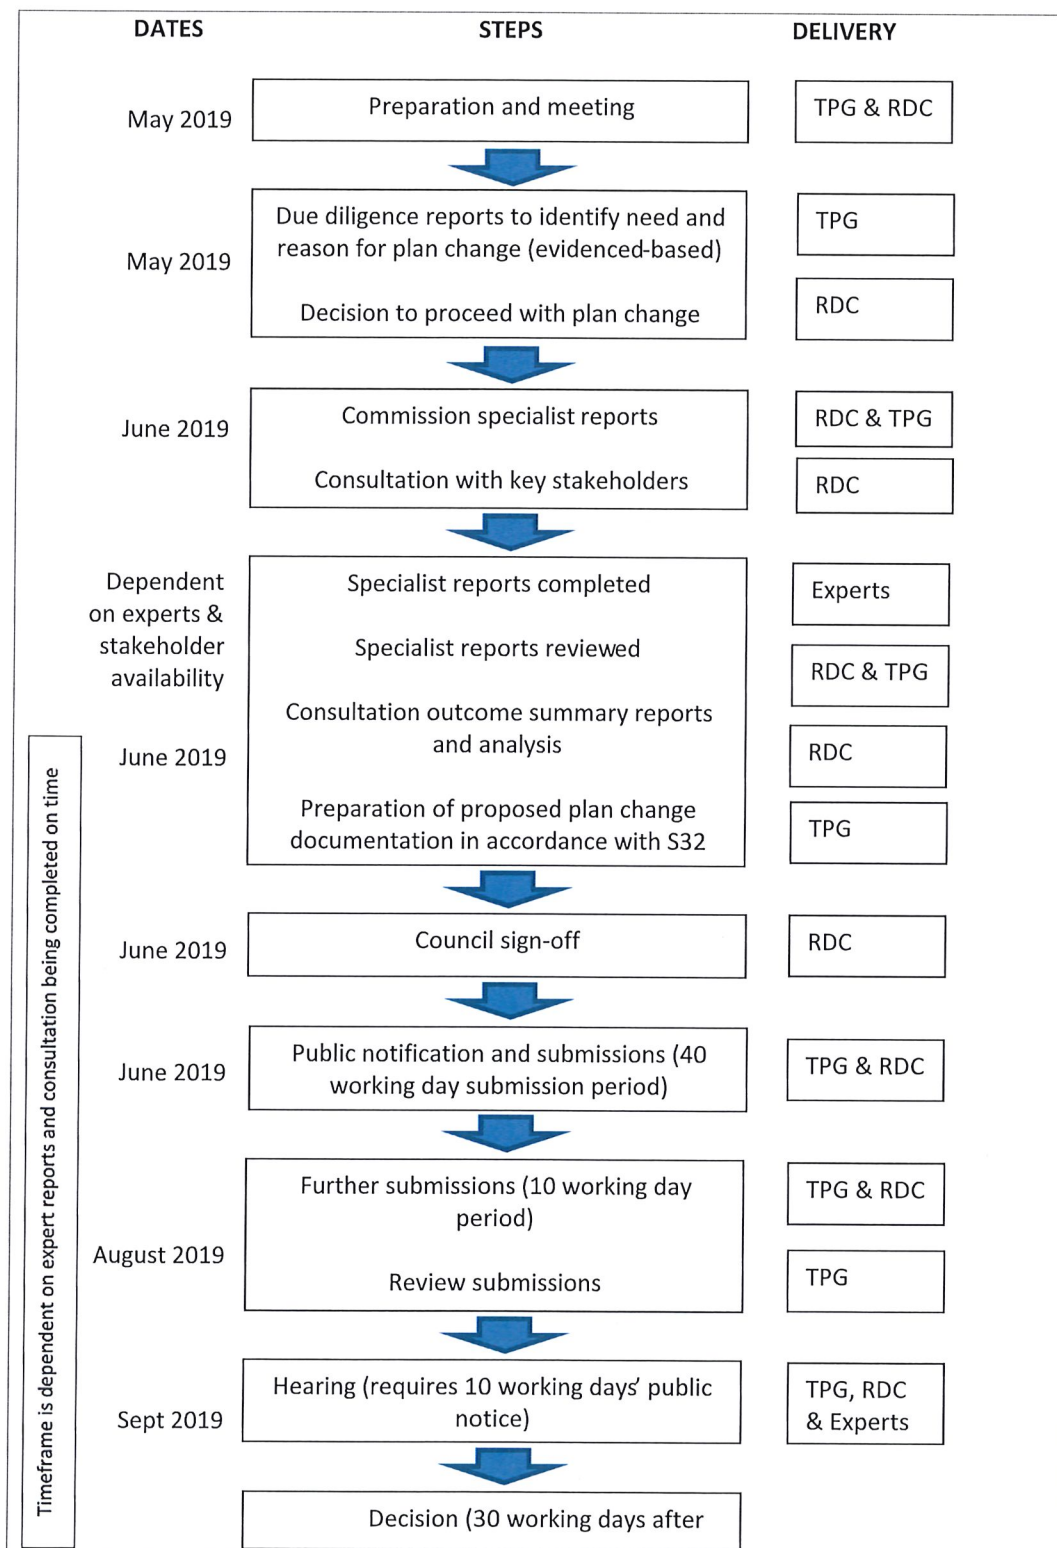 DATES STEPS DELIVERY
May 2019
Preparation and meeting
TPG & RDC
May 2019
Due diligence reports to identify need and
reason for plan change (evidenced-based)
Decision to proceed with plan change
TPG
RDC
June 2019
Commission specialist reports
Consultation with key stakeholders
RDC & TPG
RDC
Dependent
on experts &
stakeholder
availability
June 2019
Specialist reports completed
Specialist reports reviewed
Consultation outcome summary reports
and analysis
Preparation of proposed plan change
documentation in accordance with S32
Experts
RDC & TPG
RDC
TPG
Timeframe is dependent on expert reports and consultation being completed on time
June 2019
Council sign-off
RDC
June 2019
Public notification and submissions (40
working day submission period)
TPG & RDC
August 2019
Further submissions (10 working day
period)
Review submissions
TPG & RDC
TPG
Sept 2019
Hearing (requires 10 working days' public
notice)
TPG, RDC
& Experts
Decision (30 working days after